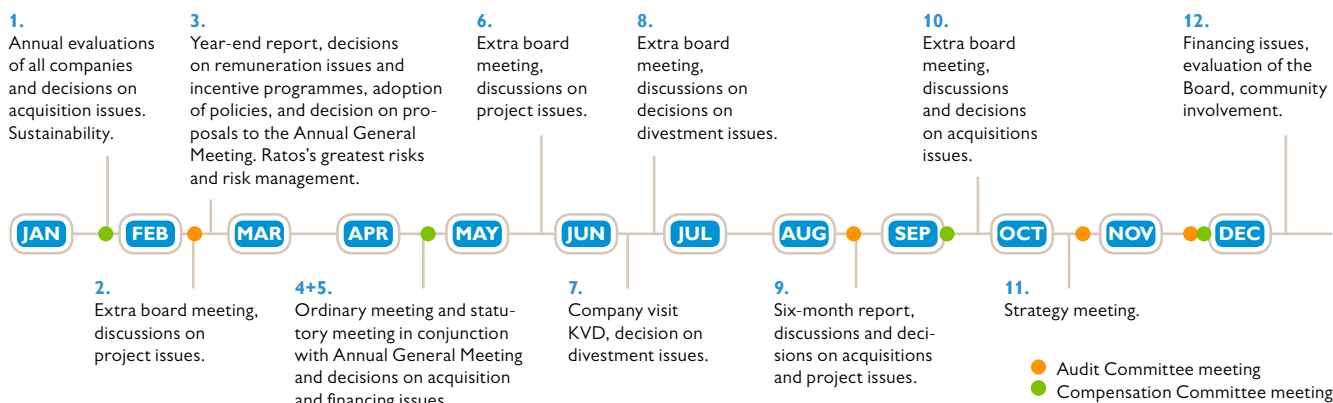 1.
Annual evaluations
of all companies
and decisions on
acquisition issues.
Sustainability.
3.
Year-end report, decisions
on remuneration issues and
incentive programmes, adoption
of policies, and decision on pro-
posals to the Annual General
Meeting. Ratos's greatest risks
and risk management.
6.
Extra board
meeting,
discussions on
project issues.
8.
Extra board
meeting,
discussions on
decisions on
divestment issues.
10.
Extra board
meeting,
discussions
and decisions
on acquisitions
issues.
12.
Financing issues,
evaluation of the
Board, community
involvement.
JAN FEB MAR APR MAY JUN JUL AUG SEP OCT NOV DEC
2.
Extra board meeting,
discussions on
project issues.
4+5.
Ordinary meeting and statu-
tory meeting in conjunction
with Annual General Meeting
and decisions on acquisition
and financing issues
7.
Company visit
KVD, decision on
divestment issues.
9.
Six-month report,
discussions and deci-
sions on acquisitions
and project issues.
11.
Strategy meeting.
Audit Committee meeting
Compensation Committee meeting